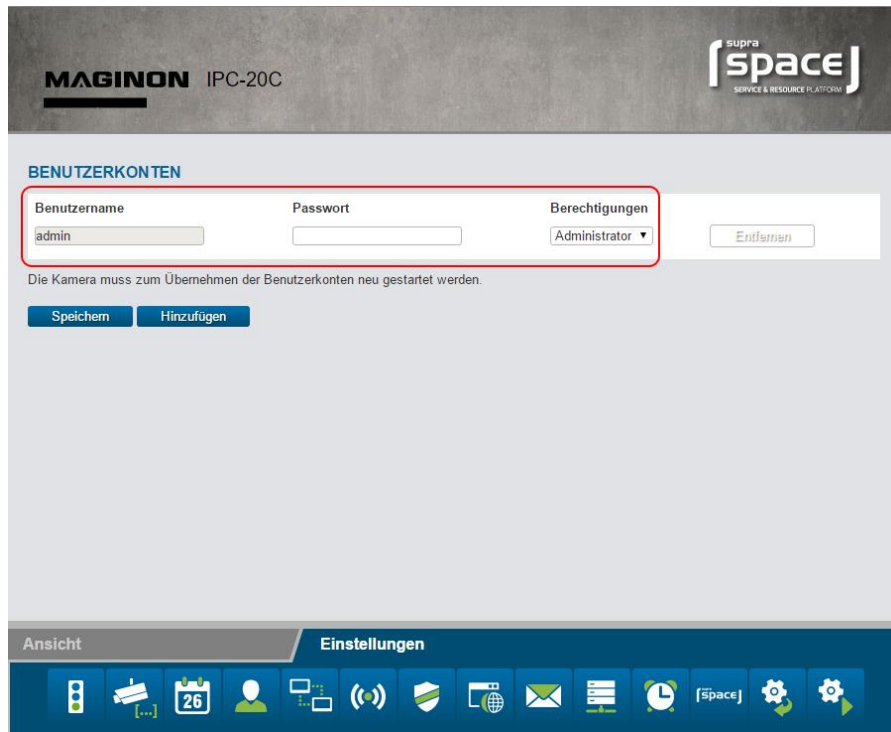 MAGINON IPC-20C
supra
space
SERVICE & RESOURCE PLATFORM
BENUTZERKONTEN
Benutzername Passwort Berechtigungen
admin Administrator Entfernen
Die Kamera muss zum Übernehmen der Benutzerkonten neu gestartet werden.
Speichern Hinzufügen
Ansicht Einstellungen
[...] 26 space